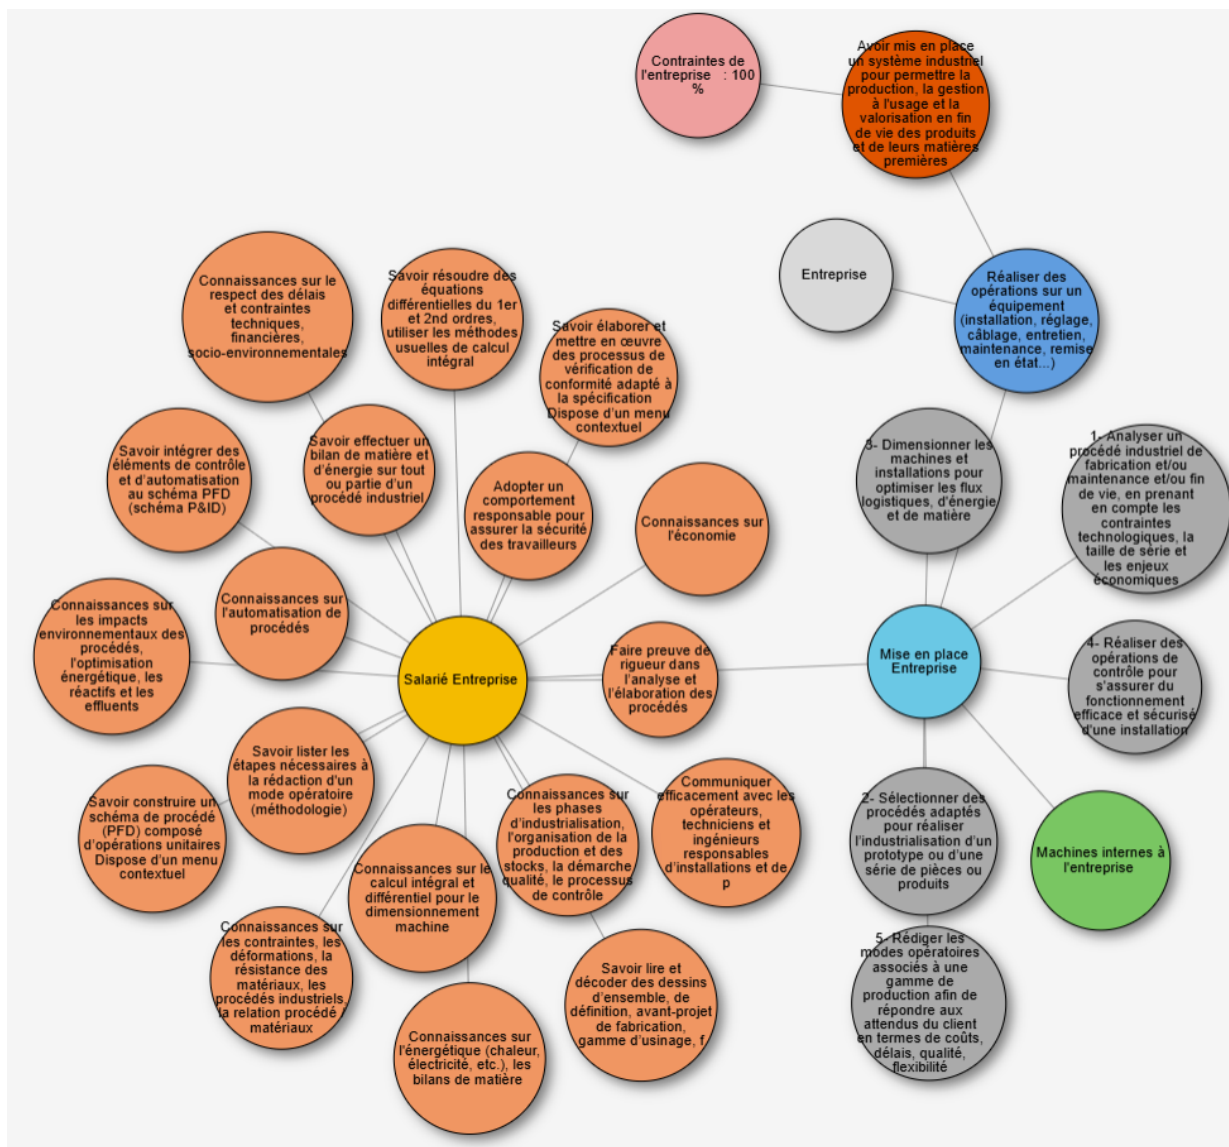 Contraintes de
l'entreprise : 100
%
Avoir mis en place
un système industriel
pour permettre la
production, la gestion
à l'usage et la
valorisation en fin
de vie des produits
et de leurs matières
premières
Entreprise
Réaliser des
opérations sur un
équipement
(installation, réglage,
câblage, entretien,
maintenance, remise
en état...)
Connaissances sur le
respect des délais
et contraintes
techniques,
financières,
socio-environnementales
Savoir résoudre des
équations
différentielles du 1er
et 2nd ordres,
utiliser les méthodes
usuelles de calcul
intégral
Savoir élaborer et
mettre en œuvre
des processus de
vérification de
conformité adapté à
la spécification
Dispose d'un menu
contextuel
Savoir intégrer des
éléments de contrôle
et d'automatisation
au schéma PFD
(schéma P&ID)
Savoir effectuer un
bilan de matière et
d'énergie sur tout
ou partie d'un
procédé industriel
Adopter un
comportement
responsable pour
assurer la sécurité
des travailleurs
Connaissances sur
l'économie
3- Dimensionner les
machines et
installations pour
optimiser les flux
logistiques, d'énergie
et de matière
1- Analyser un
procédé industriel de
fabrication et/ou
maintenance et/ou fin
de vie, en prenant
en compte les
contraintes
technologiques, la
taille de série et
les enjeux
économiques
Connaissances sur
l'automatisation de
procédés
Connaissances sur
les impacts
environnementaux des
procédés,
l'optimisation
énergétique, les
réactifs et les
effluents
Salarié Entreprise
Faire preuve de
rigueur dans
l'analyse et
l'élaboration des
procédés
Mise en place
Entreprise
4- Réaliser des
opérations de
contrôle pour
s'assurer du
fonctionnement
efficace et sécurisé
d'une installation
Savoir lister les
étapes nécessaires à
la rédaction d'un
mode opératoire
(méthodologie)
Savoir construire un
schéma de procédé
(PFD) composé
d'opérations unitaires
Dispose d'un menu
contextuel
Connaissances sur
les phases
d'industrialisation,
l'organisation de la
production et des
stocks, la démarche
qualité, le processus
de contrôle
Communiquer
efficacement avec les
opérateurs,
techniciens et
ingénieurs
responsables
d'installations et de
p
2- Sélectionner des
procédés adaptés
pour réaliser
l'industrialisation d'un
prototype ou d'une
série de pièces ou
produits
Machines internes à
l'entreprise
Connaissances sur le
calcul intégral et
différentiel pour le
dimensionnement
machine
Connaissances sur
les contraintes, les
déformations, la
résistance des
matériaux, les
procédés industriels,
la relation procédé /
matériaux
Savoir lire et
décoder des dessins
d'ensemble, de
définition, avant-projet
de fabrication,
gamme d'usinage, f
5- Rédiger les
modes opératoires
associés à une
gamme de
production afin de
répondre aux
attendus du client
en termes de coûts,
délais, qualité,
flexibilité
Connaissances sur
l'énergétique (chaleur,
électricité, etc.), les
bilans de matière